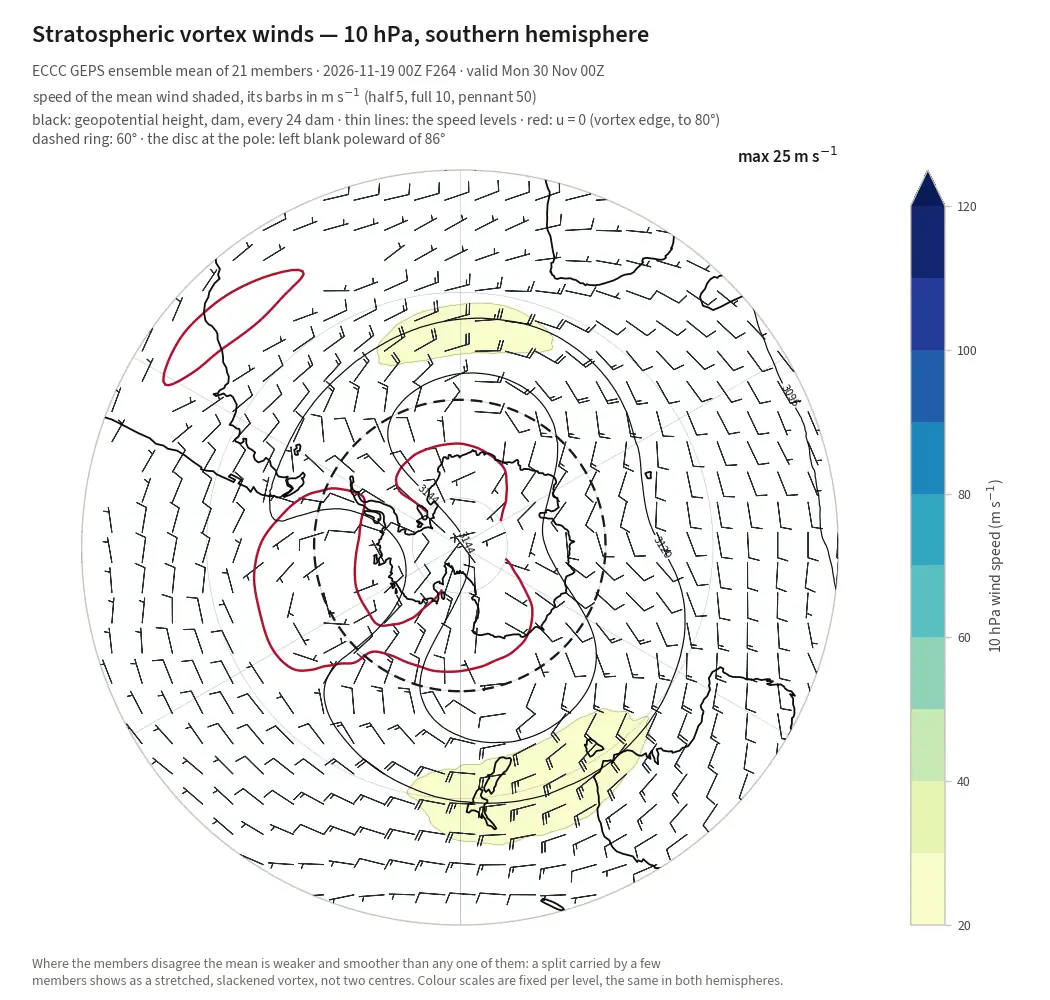 Stratospheric vortex winds — 10 hPa, southern hemisphere
ECCC GEPS ensemble mean of 21 members · 2026-11-19 00Z F264 · valid Mon 30 Nov 00Z
speed of the mean wind shaded, its barbs in m s⁻¹ (half 5, full 10, pennant 50)
black: geopotential height, dam, every 24 dam · thin lines: the speed levels · red: u = 0 (vortex edge, to 80°)
dashed ring: 60° · the disc at the pole: left blank poleward of 86°
max 25 m s⁻¹
120
100
80
60
40
20
10 hPa wind speed (m s⁻¹)
3096
3144
3144
3120
Where the members disagree the mean is weaker and smoother than any one of them: a split carried by a few
members shows as a stretched, slackened vortex, not two centres. Colour scales are fixed per level, the same in both hemispheres.